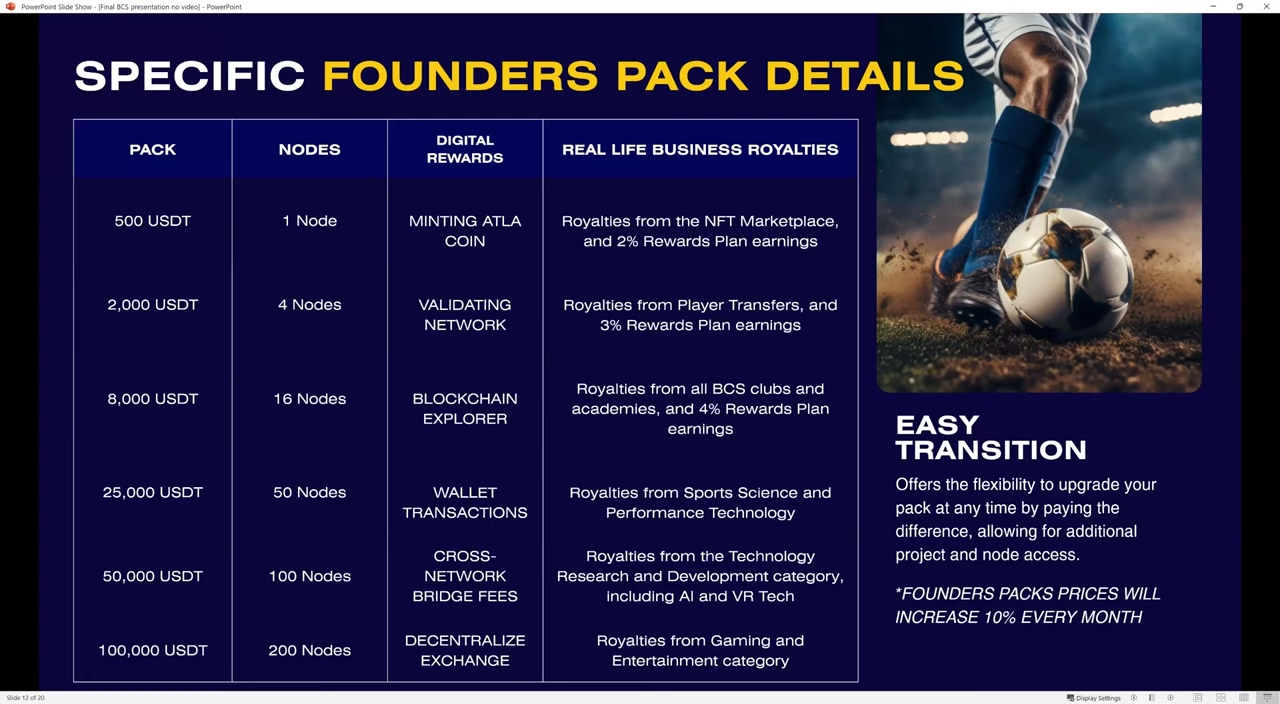 PowerPoint Slide Show - [Final BCS presentation no video] - PowerPoint
SPECIFIC FOUNDERS PACK DETAILS
PACK
NODES
DIGITAL
REWARDS
REAL LIFE BUSINESS ROYALTIES
500 USDT
1 Node
MINTING ATLA
COIN
Royalties from the NFT Marketplace,
and 2% Rewards Plan earnings
2,000 USDT
4 Nodes
VALIDATING
NETWORK
Royalties from Player Transfers, and
3% Rewards Plan earnings
8,000 USDT
16 Nodes
BLOCKCHAIN
EXPLORER
Royalties from all BCS clubs and
academies, and 4% Rewards Plan
earnings
25,000 USDT
50 Nodes
WALLET
TRANSACTIONS
Royalties from Sports Science and
Performance Technology
50,000 USDT
100 Nodes
CROSS-
NETWORK
BRIDGE FEES
Royalties from the Technology
Research and Development category,
including AI and VR Tech
100,000 USDT
200 Nodes
DECENTRALIZE
EXCHANGE
Royalties from Gaming and
Entertainment category
EASY
TRANSITION
Offers the flexibility to upgrade your
pack at any time by paying the
difference, allowing for additional
project and node access.
*FOUNDERS PACKS PRICES WILL
INCREASE 10% EVERY MONTH
Slide 12 of 20
Display Settings